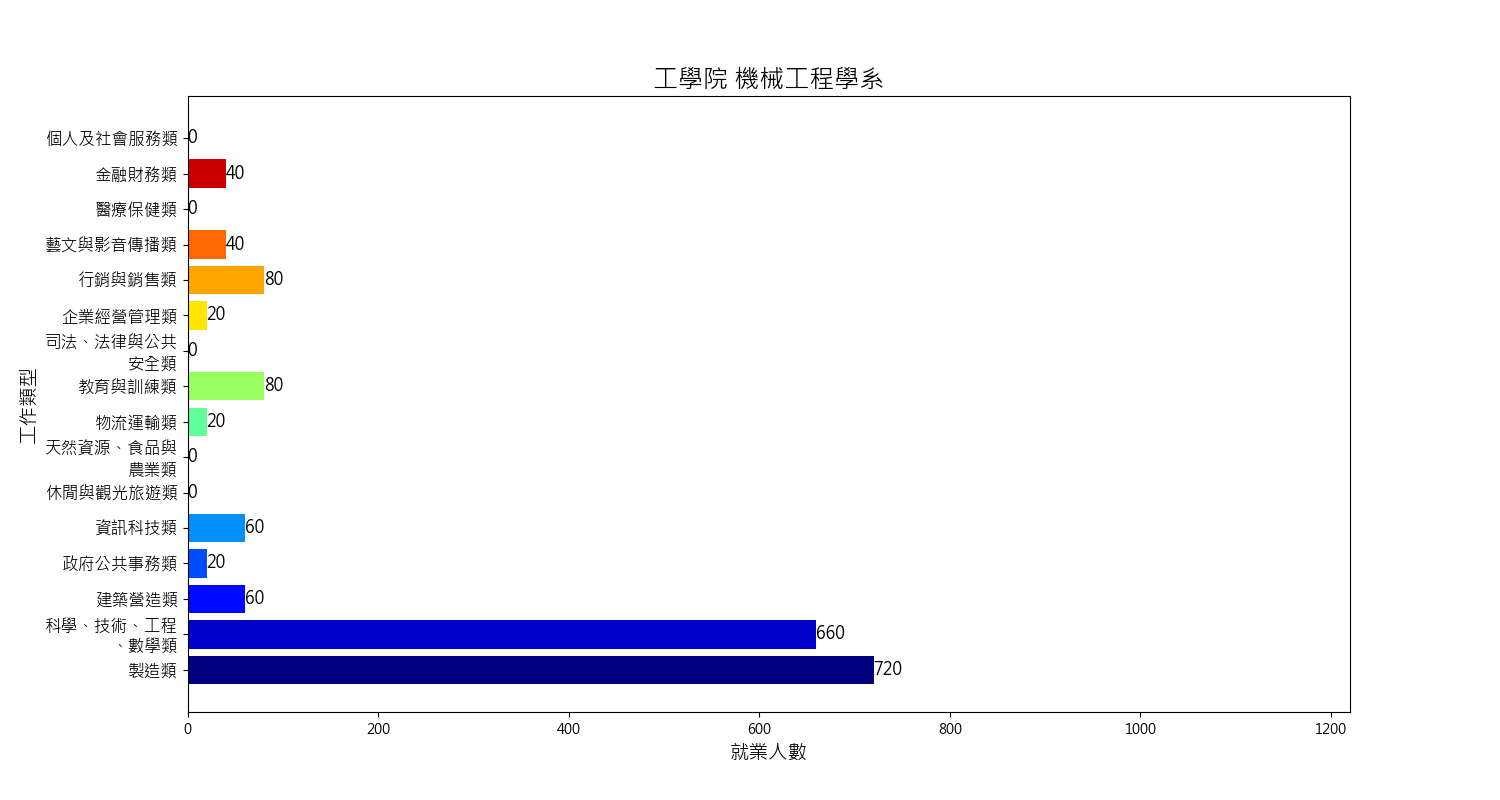 工學院 機械工程學系
個人及社會服務類 0
金融財務類 40
醫療保健類 0
藝文與影音傳播類 40
行銷與銷售類 80
企業經營管理類 20
司法、法律與公共
安全類 0
教育與訓練類 80
物流運輸類 20
天然資源、食品與
農業類 0
休閒與觀光旅遊類 0
資訊科技類 60
政府公共事務類 20
建築營造類 60
科學、技術、工程
、數學類 660
製造類 720
工作類型
0 200 400 600 800 1000 1200
就業人數